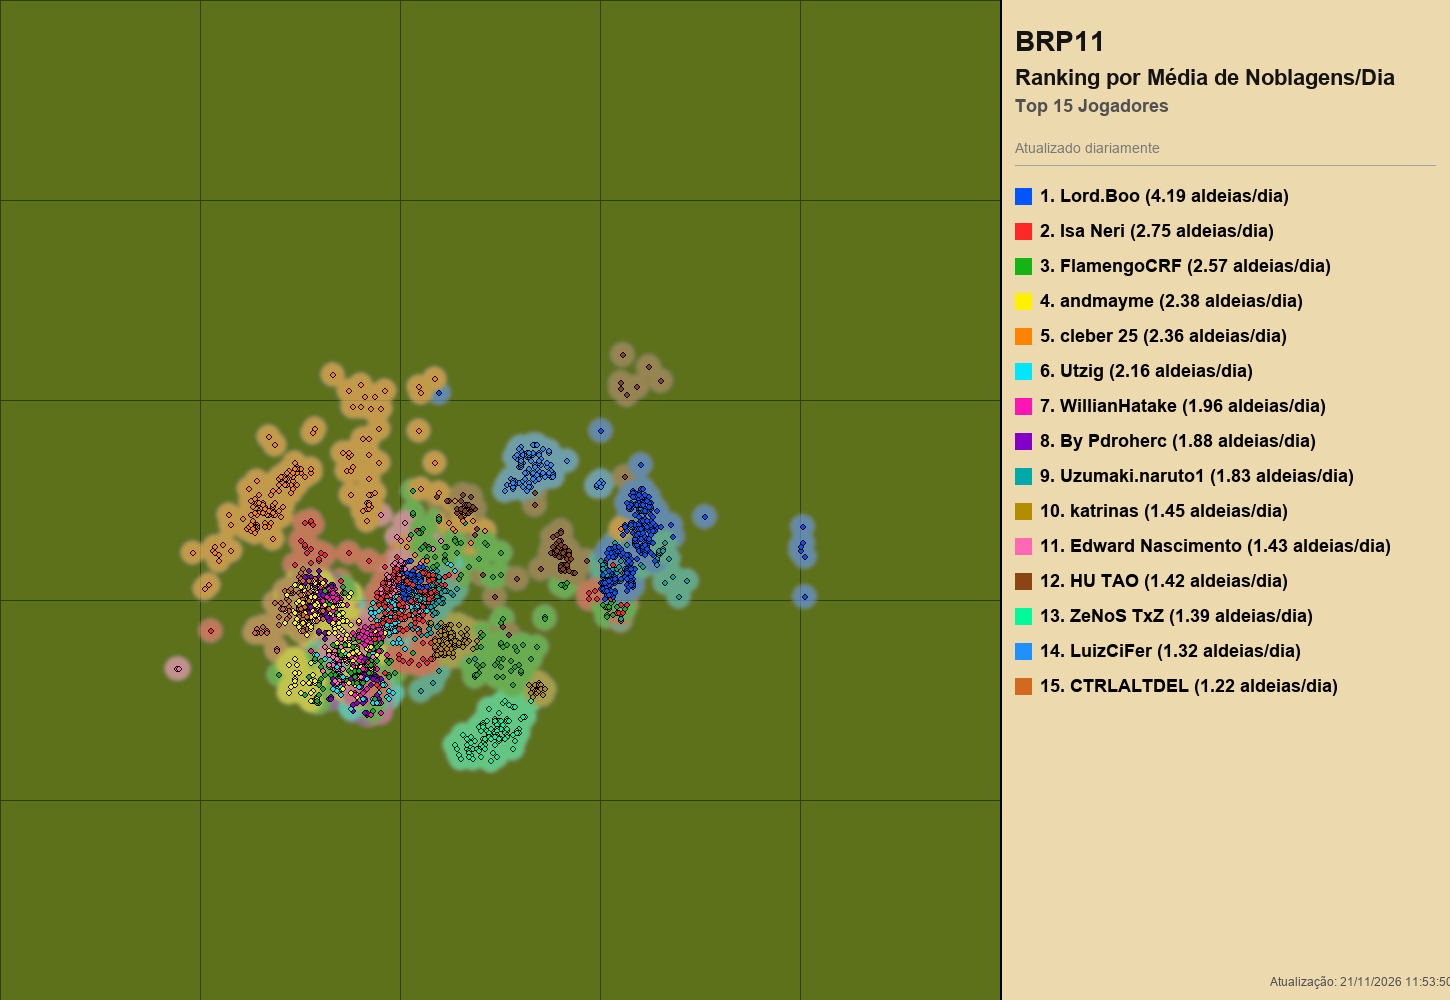 BRP11
Ranking por Média de Noblagens/Dia
Top 15 Jogadores
Atualizado diariamente
1. Lord.Boo (4.19 aldeias/dia)
2. Isa Neri (2.75 aldeias/dia)
3. FlamengoCRF (2.57 aldeias/dia)
4. andmayme (2.38 aldeias/dia)
5. cleber 25 (2.36 aldeias/dia)
6. Utzig (2.16 aldeias/dia)
7. WillianHatake (1.96 aldeias/dia)
8. By Pdroherc (1.88 aldeias/dia)
9. Uzumaki.naruto1 (1.83 aldeias/dia)
10. katrinas (1.45 aldeias/dia)
11. Edward Nascimento (1.43 aldeias/dia)
12. HU TAO (1.42 aldeias/dia)
13. ZeNoS TxZ (1.39 aldeias/dia)
14. LuizCiFer (1.32 aldeias/dia)
15. CTRLALTDEL (1.22 aldeias/dia)
Atualização: 21/11/2026 11:53:50